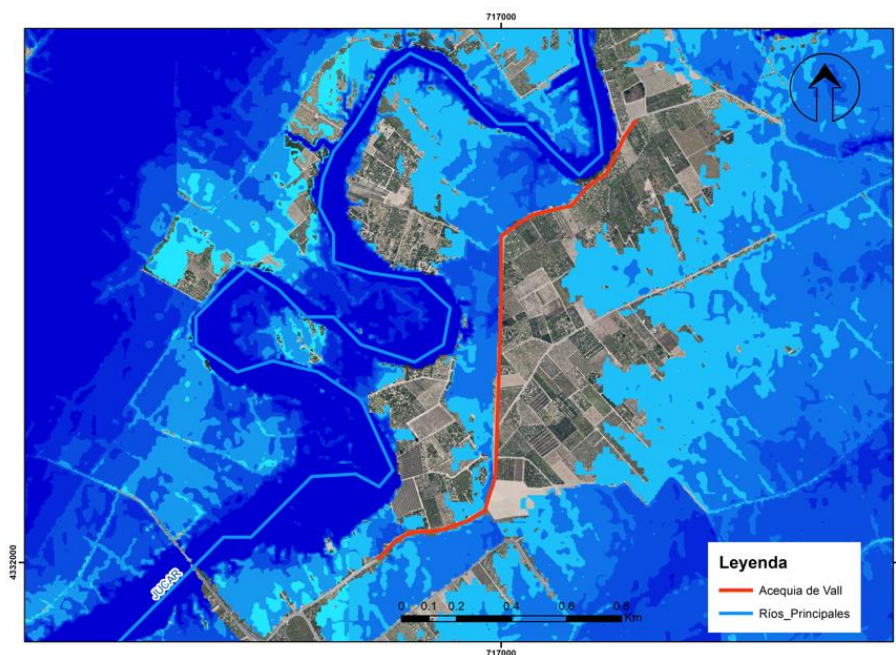 717000
4332000
JUCAR
0 0.1 0.2 0.4 0.6 0.8
Km
Leyenda
Acequia de Vall
Ríos_Principales
717000